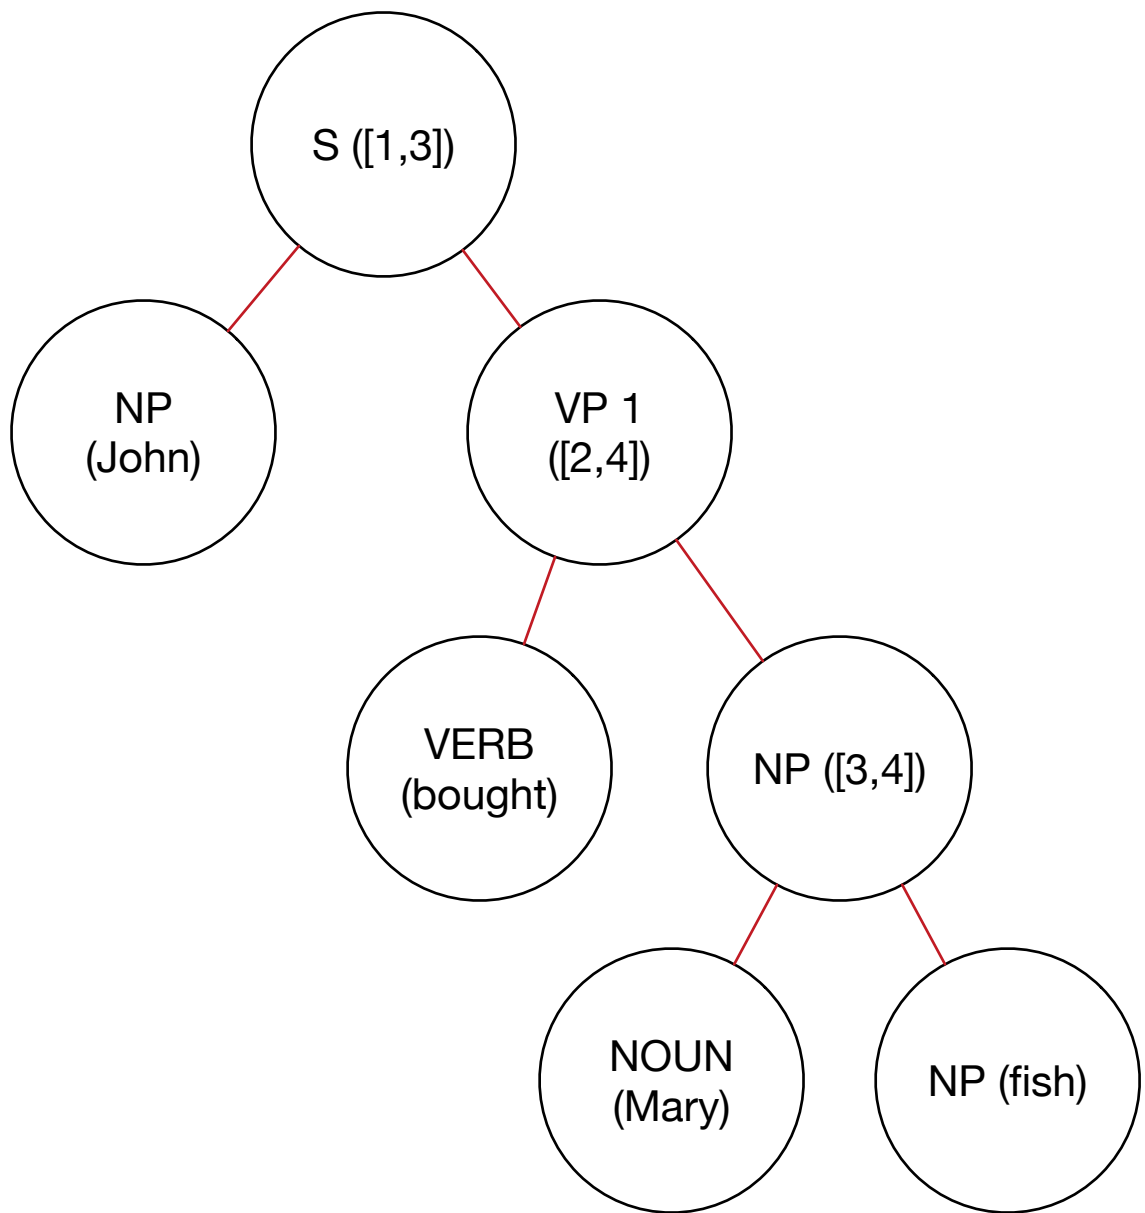 S ([1,3])
NP
(John)
VP 1
([2,4])
VERB
(bought)
NP ([3,4])
NOUN
(Mary)
NP (fish)